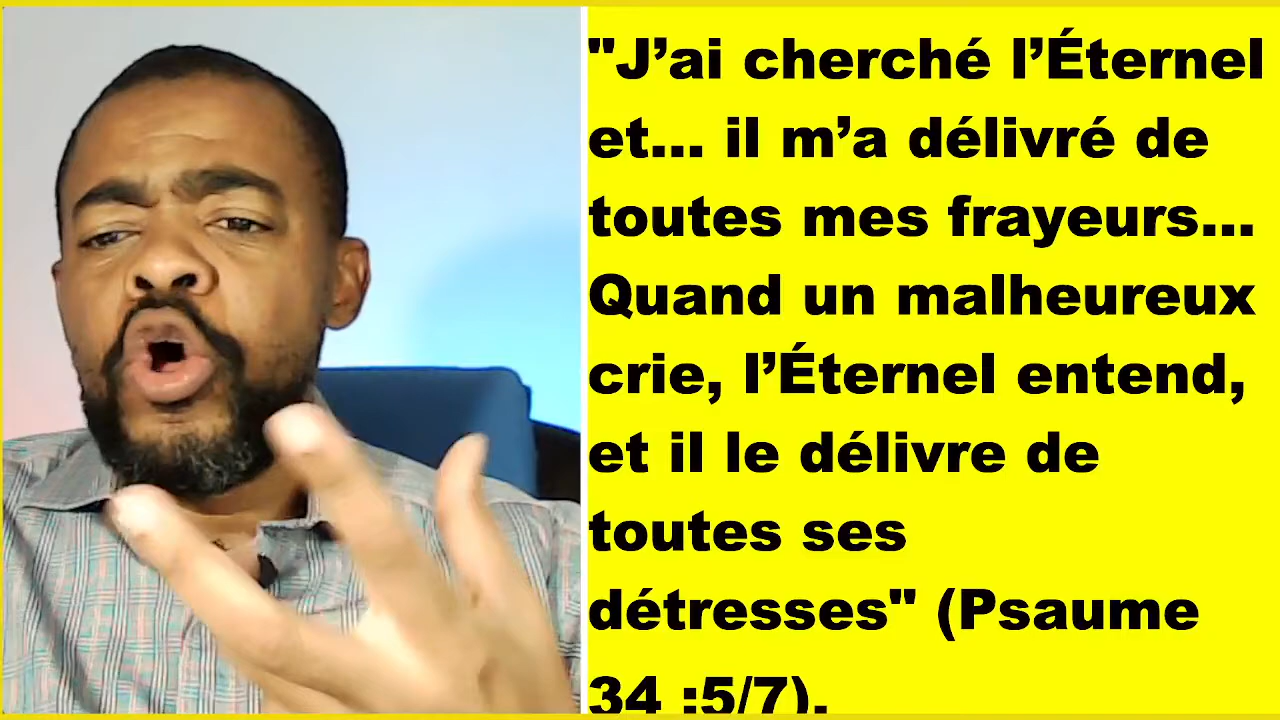 "J’ai cherché l’Éternel
et... il m’a délivré de
toutes mes frayeurs...
Quand un malheureux
crie, l’Éternel entend,
et il le délivre de
toutes ses
détresses" (Psaume
34 :5/7).